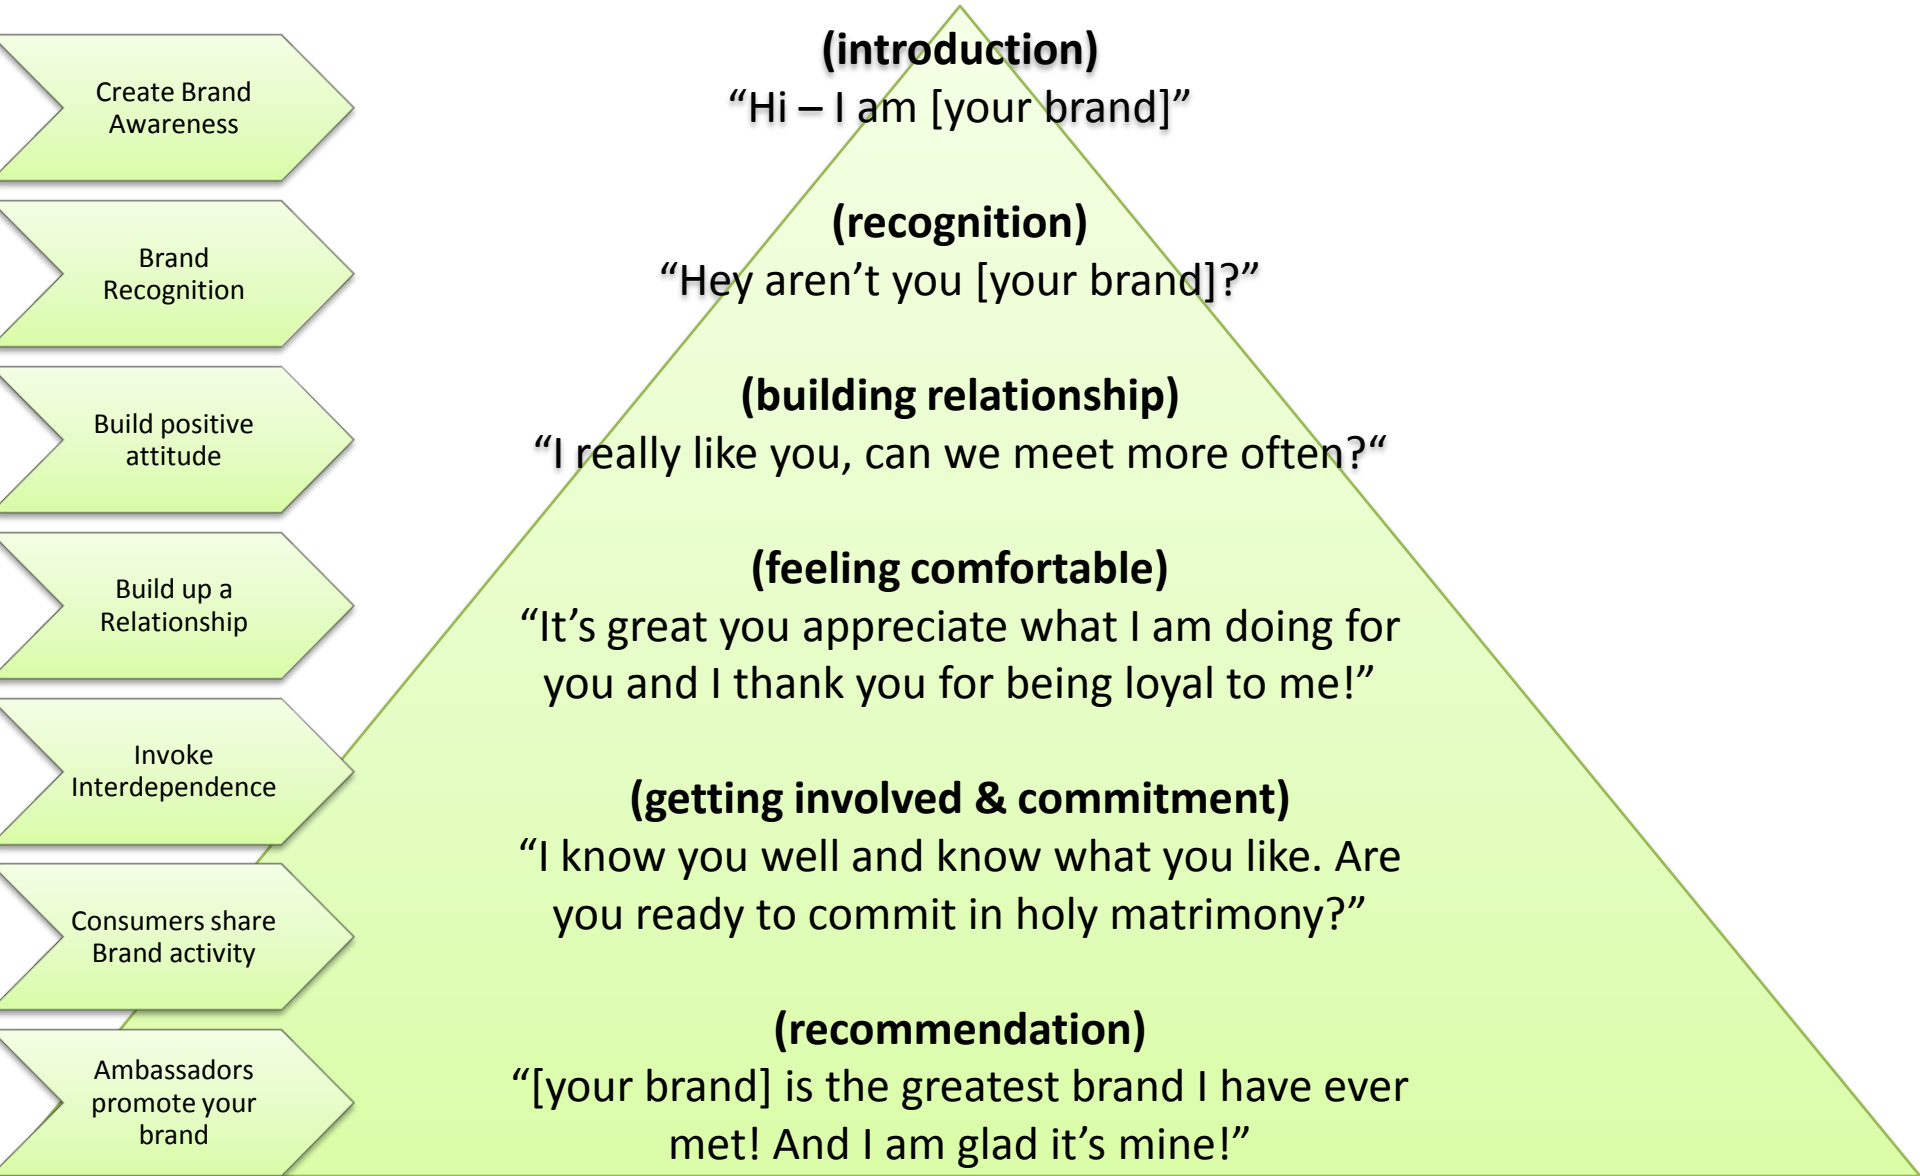 Create Brand
Awareness
Brand
Recognition
Build positive
attitude
Build up a
Relationship
Invoke
Interdependence
Consumers share
Brand activity
Ambassadors
promote your
brand
(introduction)
“Hi – I am [your brand]”
(recognition)
“Hey aren’t you [your brand]?”
(building relationship)
“I really like you, can we meet more often?“
(feeling comfortable)
“It’s great you appreciate what I am doing for
you and I thank you for being loyal to me!”
(getting involved & commitment)
“I know you well and know what you like. Are
you ready to commit in holy matrimony?”
(recommendation)
“[your brand] is the greatest brand I have ever
met! And I am glad it’s mine!”